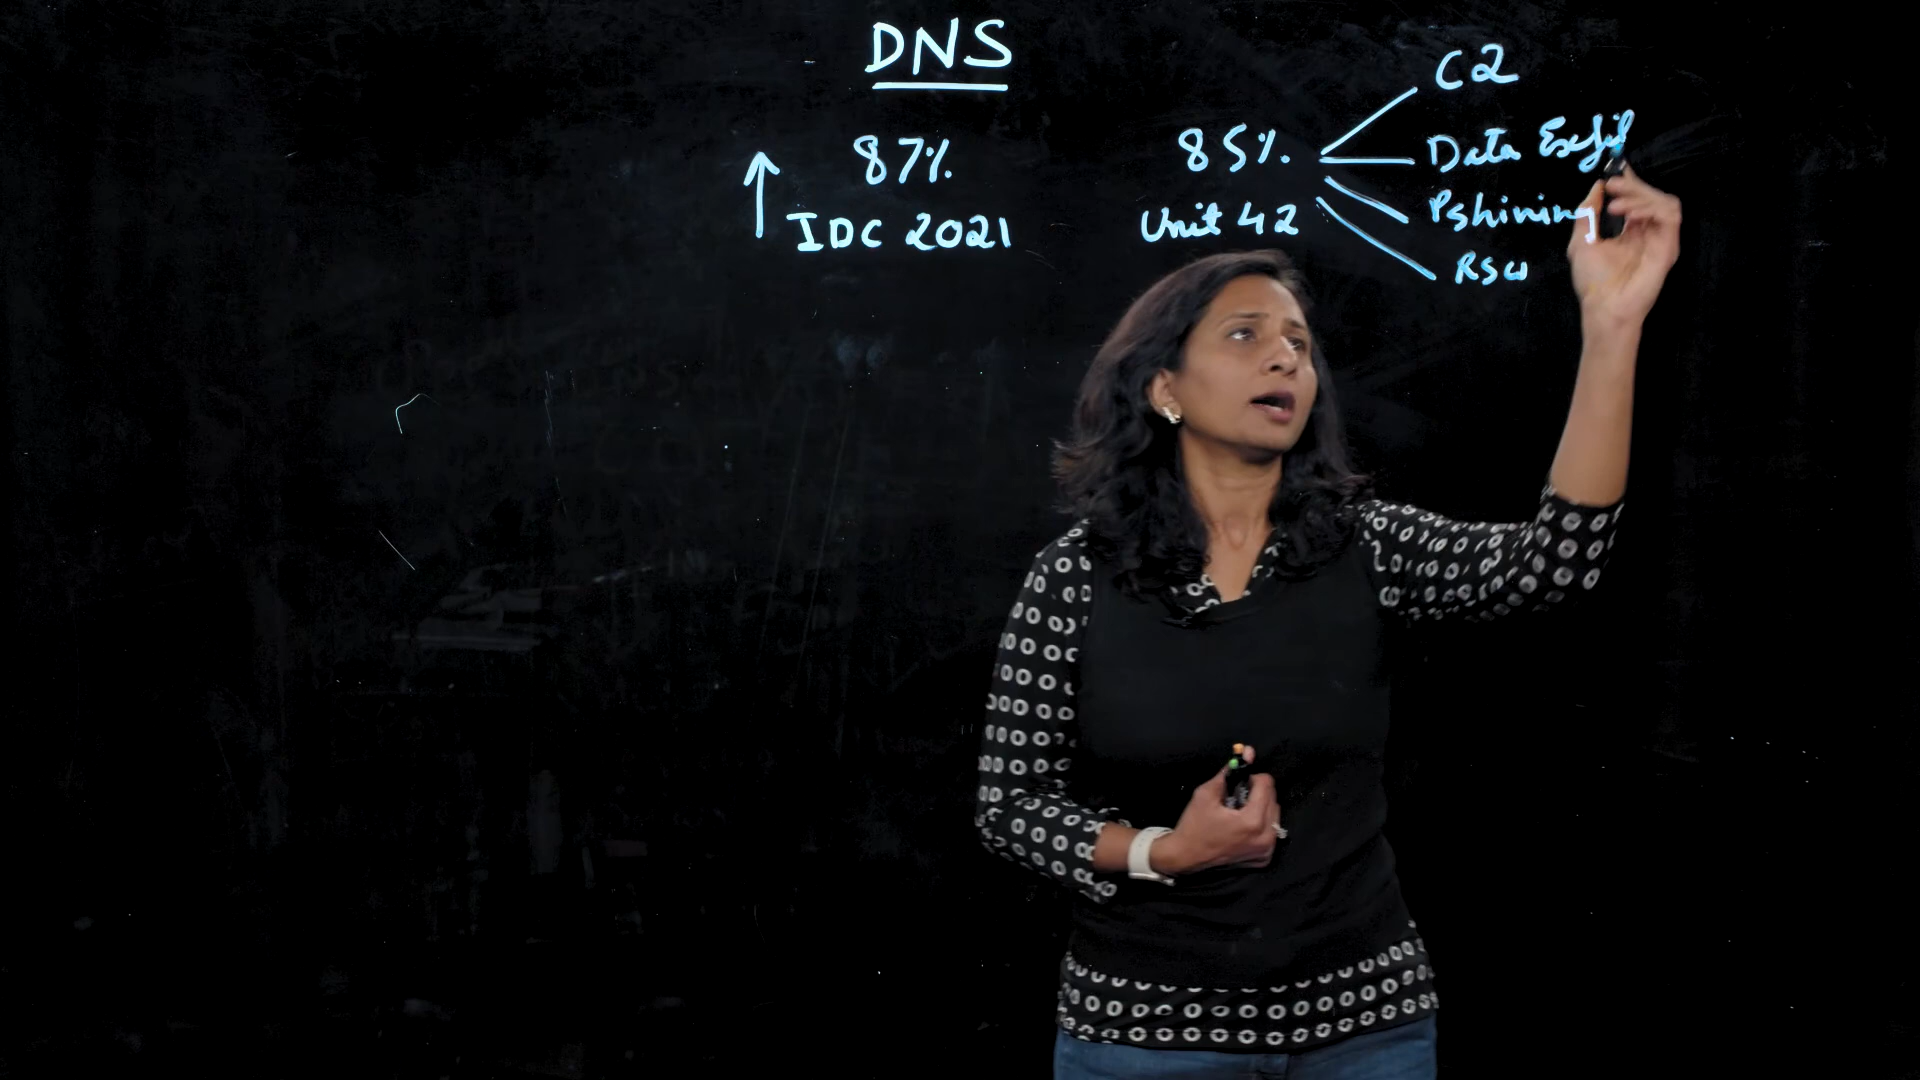 DNS
87%
IDC 2021
85%
Unit 42
C2
Data Exfil
Pshining
RSW